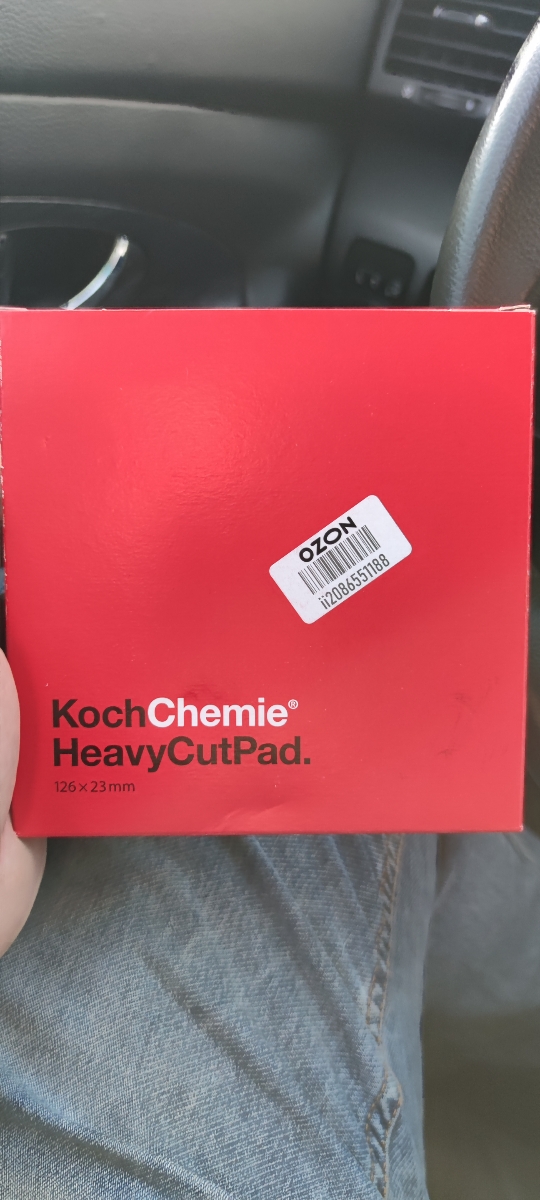 OZON
ii2086551188
KochChemie®
HeavyCutPad.
126×23mm